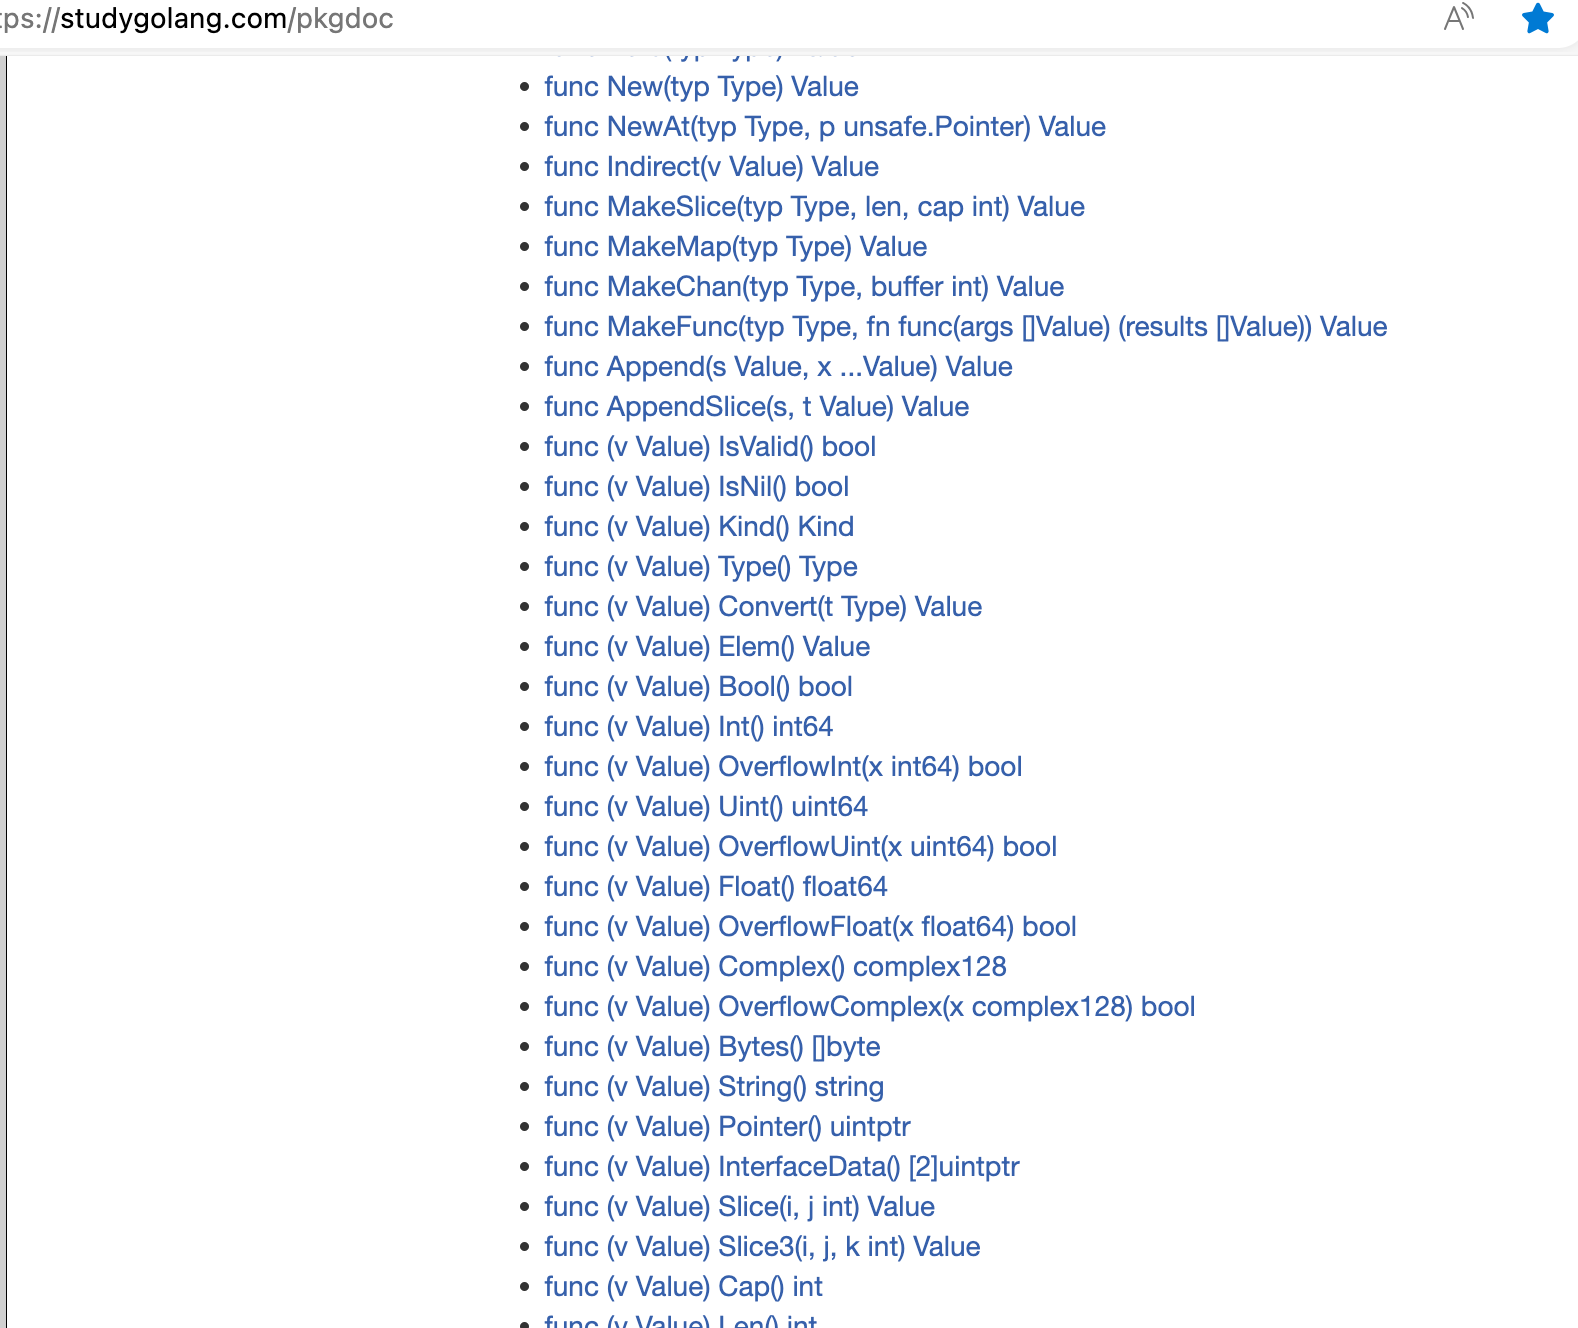 tps://studygolang.com/pkgdoc
• func New(typ Type) Value
• func NewAt(typ Type, p unsafe.Pointer) Value
• func Indirect(v Value) Value
• func MakeSlice(typ Type, len, cap int) Value
• func MakeMap(typ Type) Value
• func MakeChan(typ Type, buffer int) Value
• func MakeFunc(typ Type, fn func(args []Value) (results []Value)) Value
• func Append(s Value, x ...Value) Value
• func AppendSlice(s, t Value) Value
• func (v Value) IsValid() bool
• func (v Value) IsNil() bool
• func (v Value) Kind() Kind
• func (v Value) Type() Type
• func (v Value) Convert(t Type) Value
• func (v Value) Elem() Value
• func (v Value) Bool() bool
• func (v Value) Int() int64
• func (v Value) OverflowInt(x int64) bool
• func (v Value) Uint() uint64
• func (v Value) OverflowUint(x uint64) bool
• func (v Value) Float() float64
• func (v Value) OverflowFloat(x float64) bool
• func (v Value) Complex() complex128
• func (v Value) OverflowComplex(x complex128) bool
• func (v Value) Bytes() []byte
• func (v Value) String() string
• func (v Value) Pointer() uintptr
• func (v Value) InterfaceData() [2]uintptr
• func (v Value) Slice(i, j int) Value
• func (v Value) Slice3(i, j, k int) Value
• func (v Value) Cap() int
• func (v Value) Len() int